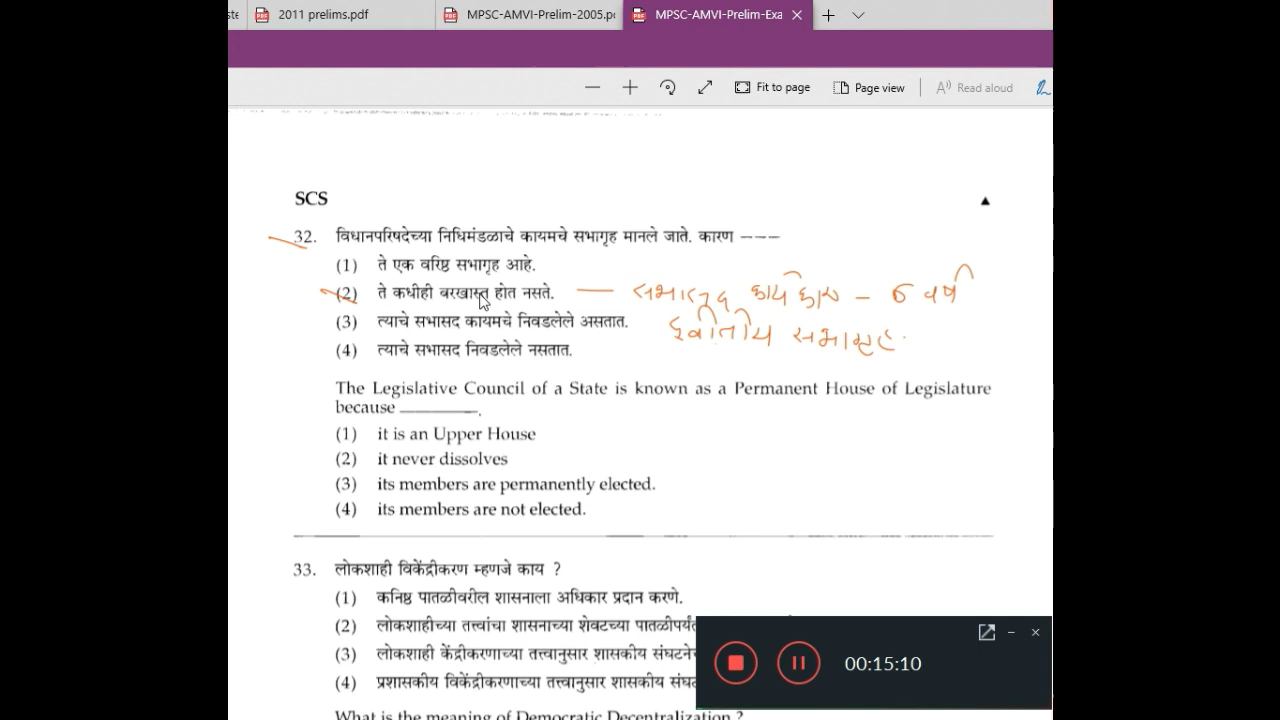 2011 prelims.pdf
MPSC-AMVI-Prelim-2005.p
MPSC-AMVI-Prelim-Exa
Fit to page
Page view
Read aloud
SCS
32. विधानपरिषदेच्या निधिमंडळाचे कायमचे सभागृह मानले जाते. कारण ---
(1) ते एक वरिष्ठ सभागृह आहे.
(2) ते कधीही बरखास्त होत नसते. — सभासद कार्यकाल – 6 वर्ष
(3) त्याचे सभासद कायमचे निवडलेले असतात. द्वितीय सभागृह.
(4) त्याचे सभासद निवडलेले नसतात.
The Legislative Council of a State is known as a Permanent House of Legislature
because ________.
(1) it is an Upper House
(2) it never dissolves
(3) its members are permanently elected.
(4) its members are not elected.
33. लोकशाही विकेंद्रीकरण म्हणजे काय ?
(1) कनिष्ठ पातळीवरील शासनाला अधिकार प्रदान करणे.
(2) लोकशाहीच्या तत्त्वांचा शासनाच्या शेवटच्या पातळीपर्यंत
(3) लोकशाही केंद्रीकरणाच्या तत्त्वानुसार शासकीय संघटने
(4) प्रशासकीय विकेंद्रीकरणाच्या तत्त्वानुसार शासकीय संघ
What is the meaning of Democratic Decentralization ?
00:15:10